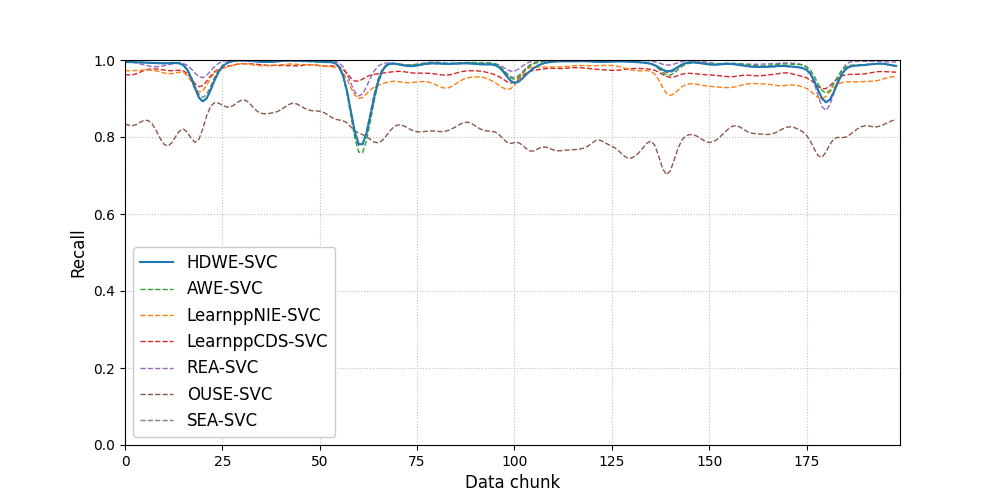 1.0
0.8
0.6
0.4
0.2
0.0
Recall
HDWE-SVC
AWE-SVC
LearnppNIE-SVC
LearnppCDS-SVC
REA-SVC
OUSE-SVC
SEA-SVC
0 25 50 75 100 125 150 175
Data chunk